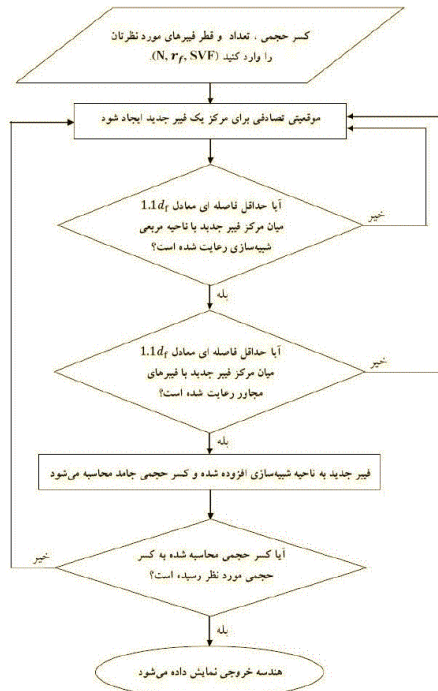 کسر حجمی ، تعداد و قطر فیبرهای مورد نظرتان
را وارد کنید (N, r_f, SVF).
موقعیتی تصادفی برای مرکز یک فیبر جدید ایجاد شود
آیا حداقل فاصله ای معادل 1.1d_f
میان مرکز فیبر جدید با ناحیه مربعی
شبیه‌سازی رعایت شده است؟
خیر
بله
آیا حداقل فاصله ای معادل 1.1d_f
میان مرکز فیبر جدید با فیبرهای
مجاور رعایت شده است؟
خیر
بله
فیبر جدید به ناحیه شبیه‌سازی افزوده شده و کسر حجمی جامد محاسبه می‌شود
آیا کسر حجمی محاسبه شده به کسر
حجمی مورد نظر رسیده است؟
خیر
بله
هندسه خروجی نمایش داده می‌شود